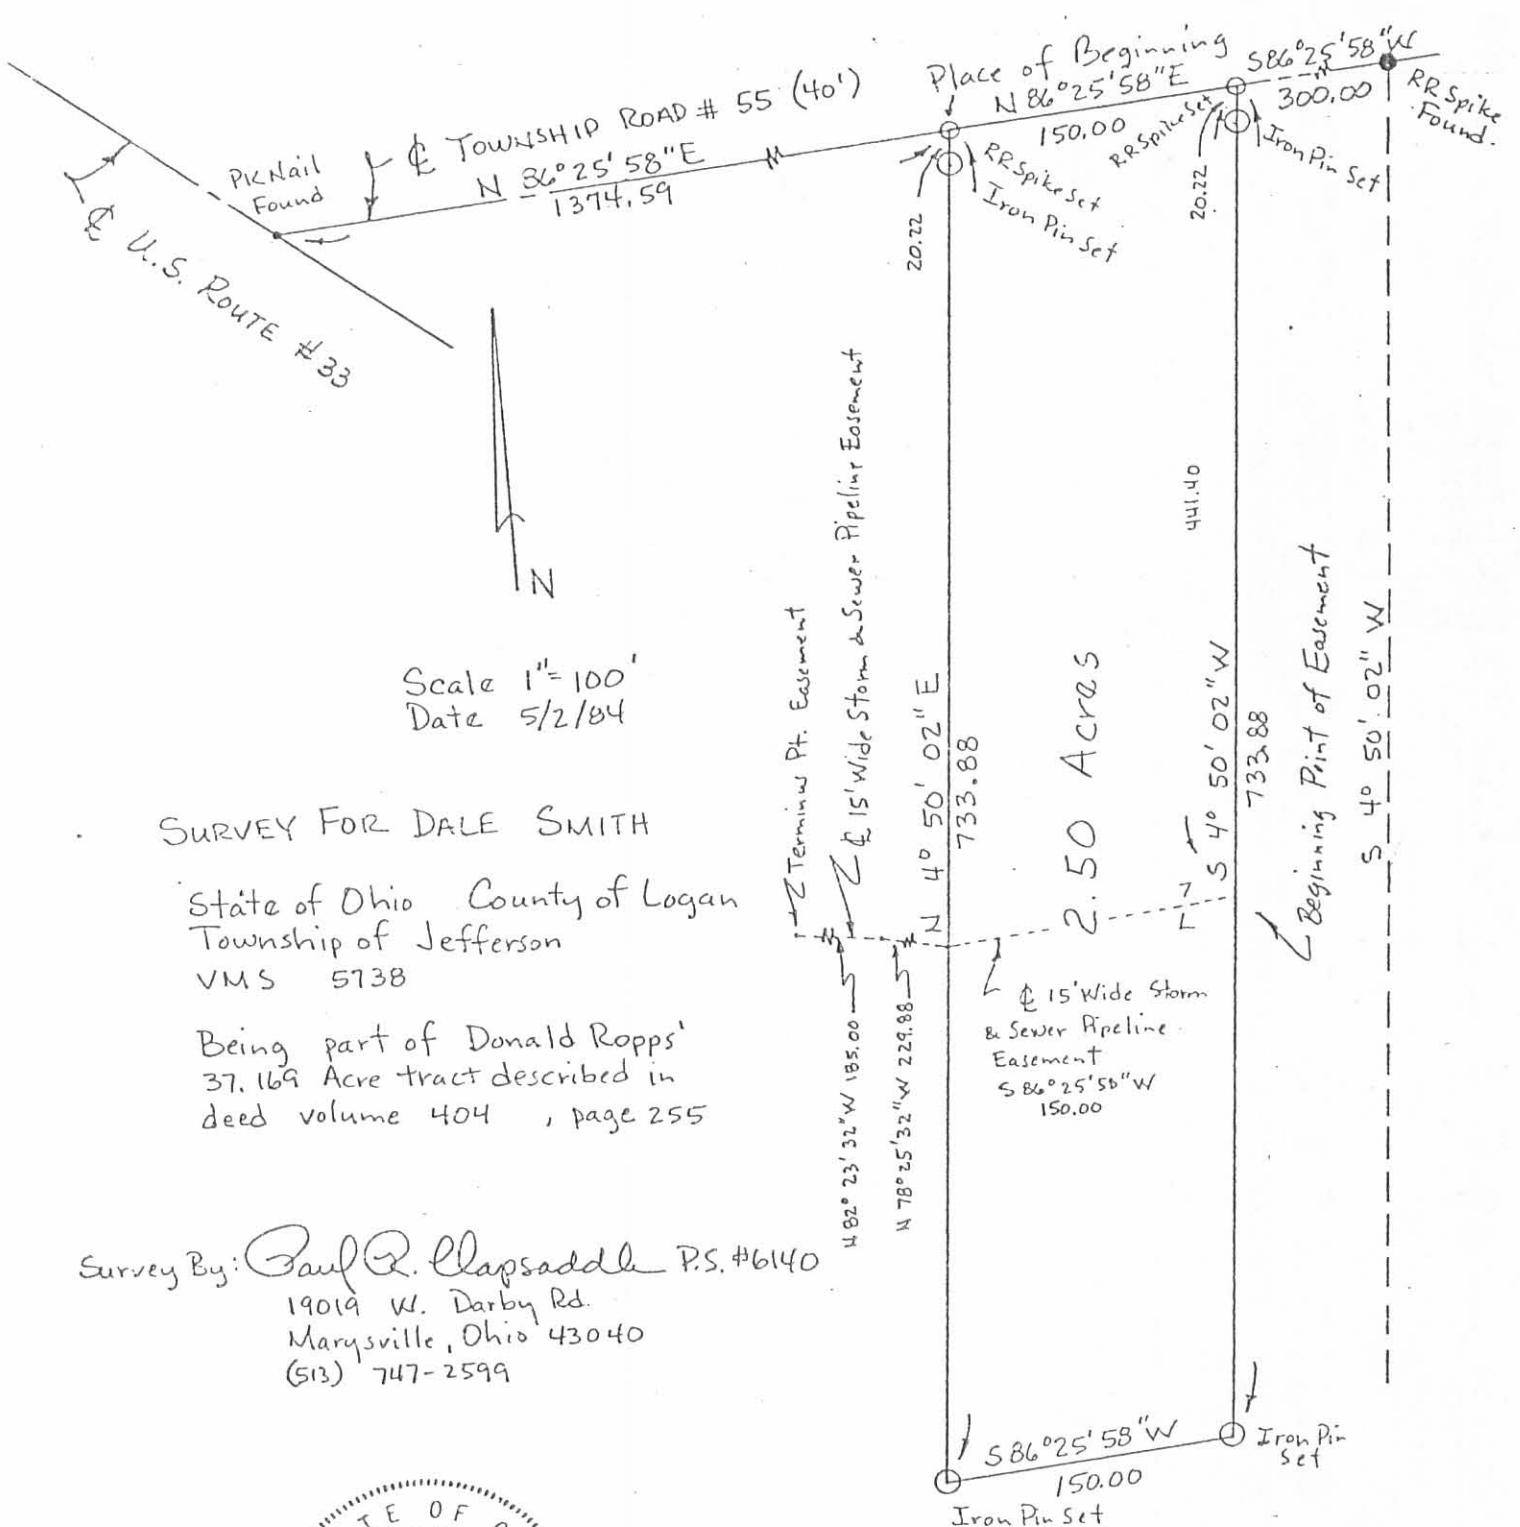 Place of Beginning
N 86°25'58"E
150.00
S86°25'58"W
300.00
RR Spike
Found.
RR Spike Set
Iron Pin Set
20.22
RR Spike Set
Iron Pin Set
20.22
℄ TOWNSHIP ROAD # 55 (40')
N 86°25'58"E
1374.59
PK Nail
Found
℄ U.S. ROUTE #33
N
Scale 1"=100'
Date 5/2/84
SURVEY FOR DALE SMITH
State of Ohio County of Logan
Township of Jefferson
VMS 5738
Being part of Donald Ropps'
37.169 Acre tract described in
deed volume 404 , page 255
Survey By: Paul R. Clapsaddle P.S. #6140
19019 W. Darby Rd.
Marysville, Ohio 43040
(513) 747-2599
Terminus Pt. Easement
℄ 15' Wide Storm & Sewer Pipeline Easement
N 4° 50' 02" E
733.88
2.50 Acres
441.40
S 4° 50' 02" W
733.88
Beginning Point of Easement
S 4° 50' 02" W
N 82° 23' 32" W 185.00
N 78° 25' 32" W 229.88
℄ 15' Wide Storm
& Sewer Pipeline
Easement
S 86°25'58"W
150.00
S86°25'58"W
150.00
Iron Pin
Set
Iron Pin Set
TE OF